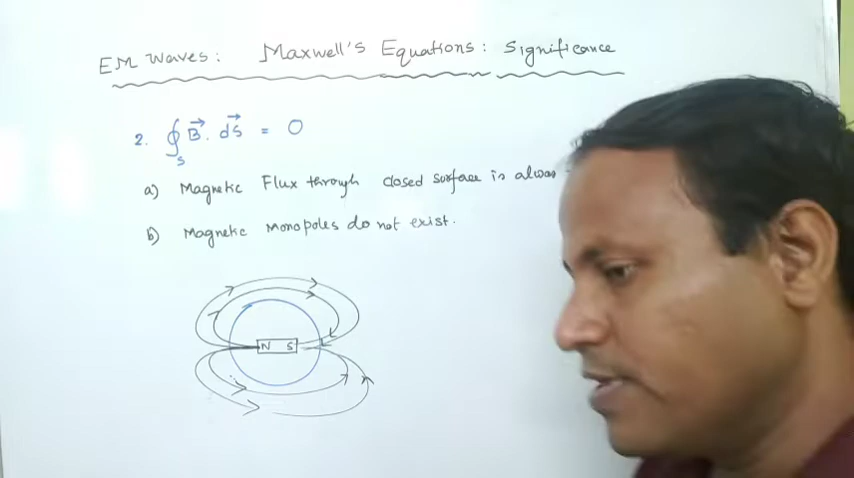 EM Waves: Maxwell's Equations: Significance
2. ∮S B⃗. dS⃗ = 0
a) Magnetic Flux through closed surface is always
b) Magnetic Monopoles do not exist.
N S